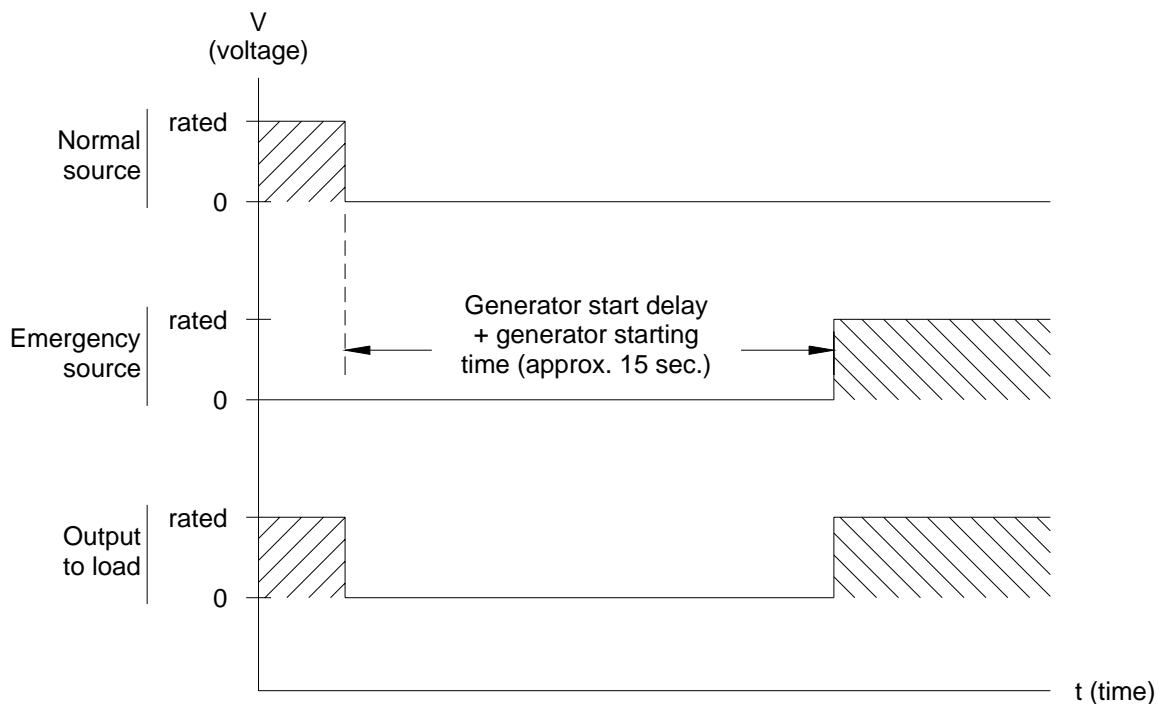 V
(voltage)
rated
Normal
source
0
Generator start delay
+ generator starting
time (approx. 15 sec.)
rated
Emergency
source
0
rated
Output
to load
0
t (time)